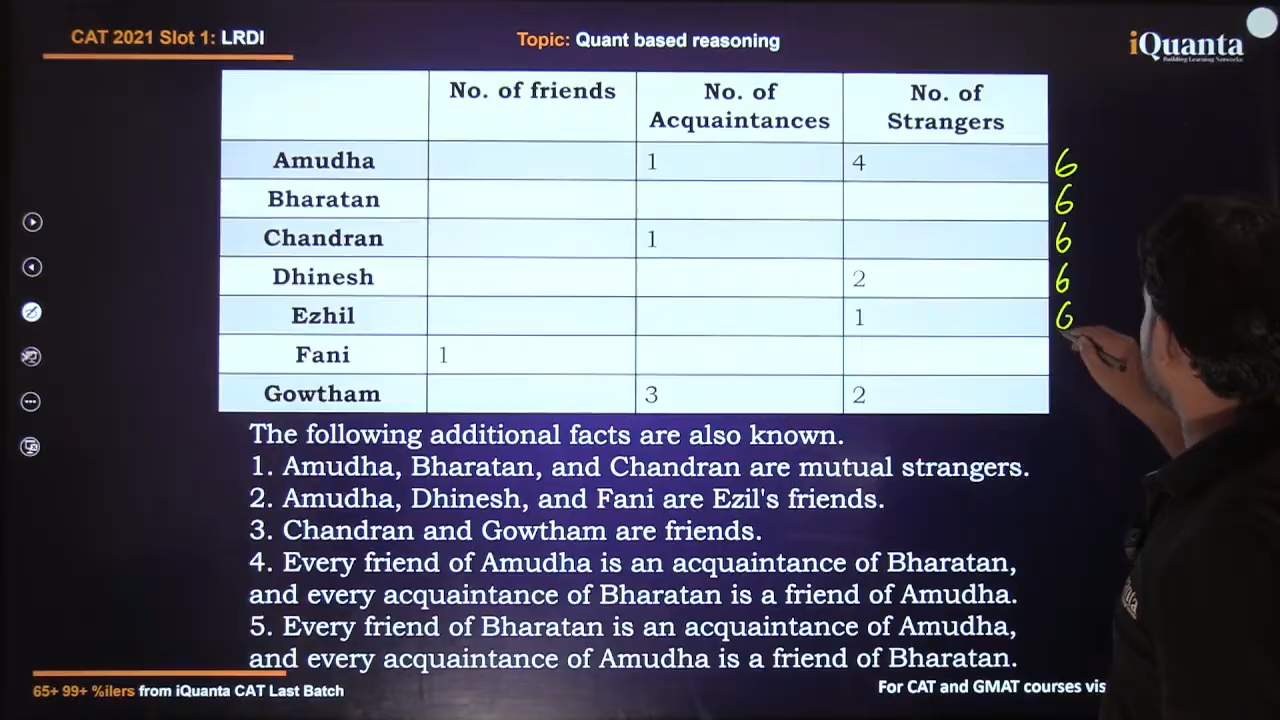 CAT 2021 Slot 1: LRDI
Topic: Quant based reasoning
iQuanta
Building Learning Networks
No. of friends No. of Acquaintances No. of Strangers
Amudha 1 4 6
Bharatan 6
Chandran 1 6
Dhinesh 2 6
Ezhil 1 6
Fani 1
Gowtham 3 2
The following additional facts are also known.
1. Amudha, Bharatan, and Chandran are mutual strangers.
2. Amudha, Dhinesh, and Fani are Ezil's friends.
3. Chandran and Gowtham are friends.
4. Every friend of Amudha is an acquaintance of Bharatan,
and every acquaintance of Bharatan is a friend of Amudha.
5. Every friend of Bharatan is an acquaintance of Amudha,
and every acquaintance of Amudha is a friend of Bharatan.
65+ 99+ %ilers from iQuanta CAT Last Batch
For CAT and GMAT courses vis